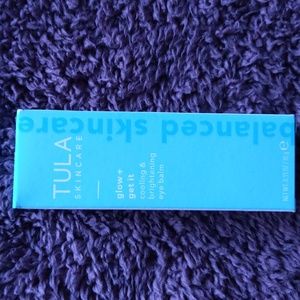 TULA
SKINCARE
glow +
get it
cooling &
brightening
eye balm
balanced skincare